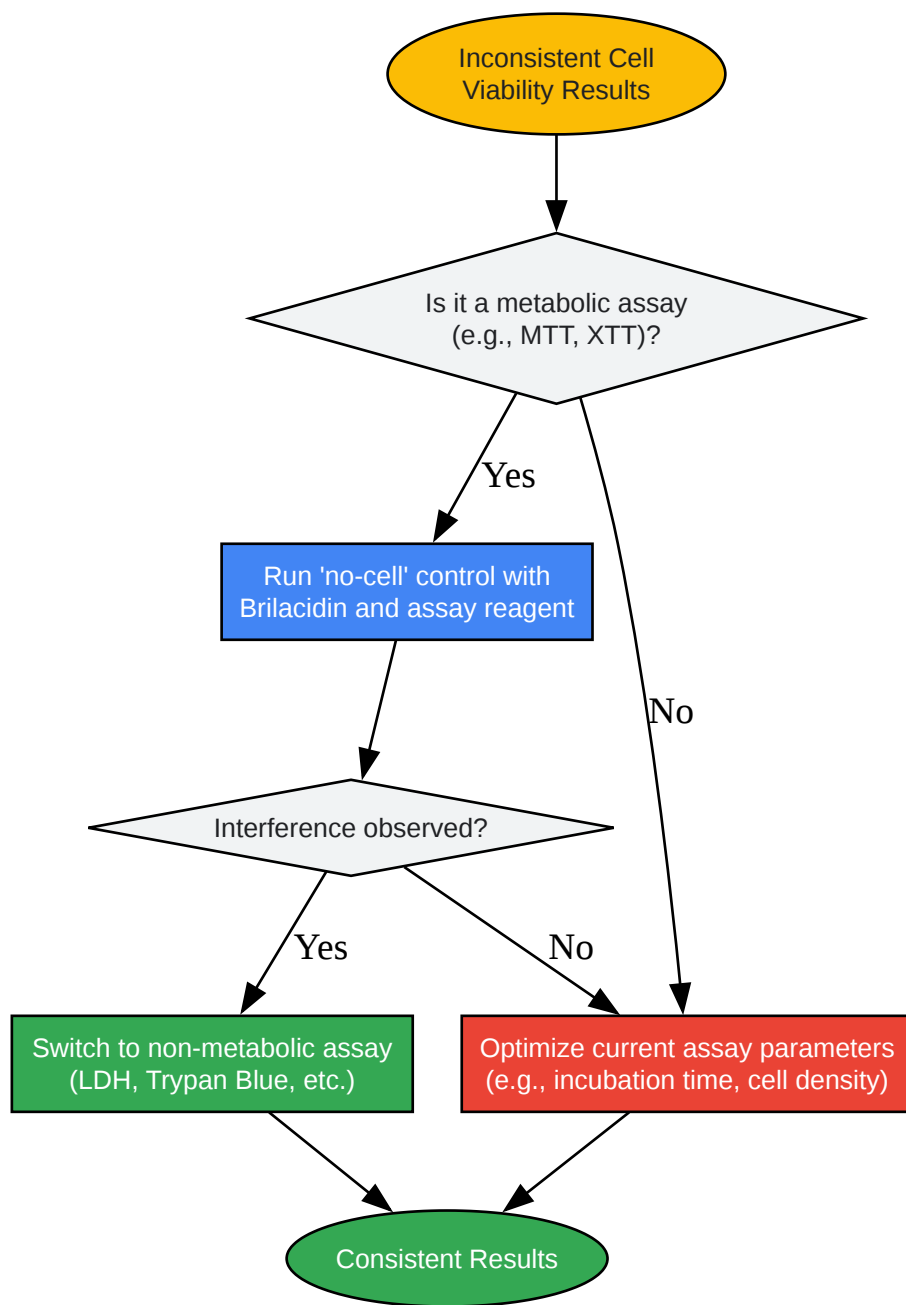 Inconsistent Cell
Viability Results
Is it a metabolic assay
(e.g., MTT, XTT)?
Yes
Run 'no-cell' control with
Brilacidin and assay reagent
No
Interference observed?
Yes
No
Switch to non-metabolic assay
(LDH, Trypan Blue, etc.)
Optimize current assay parameters
(e.g., incubation time, cell density)
Consistent Results